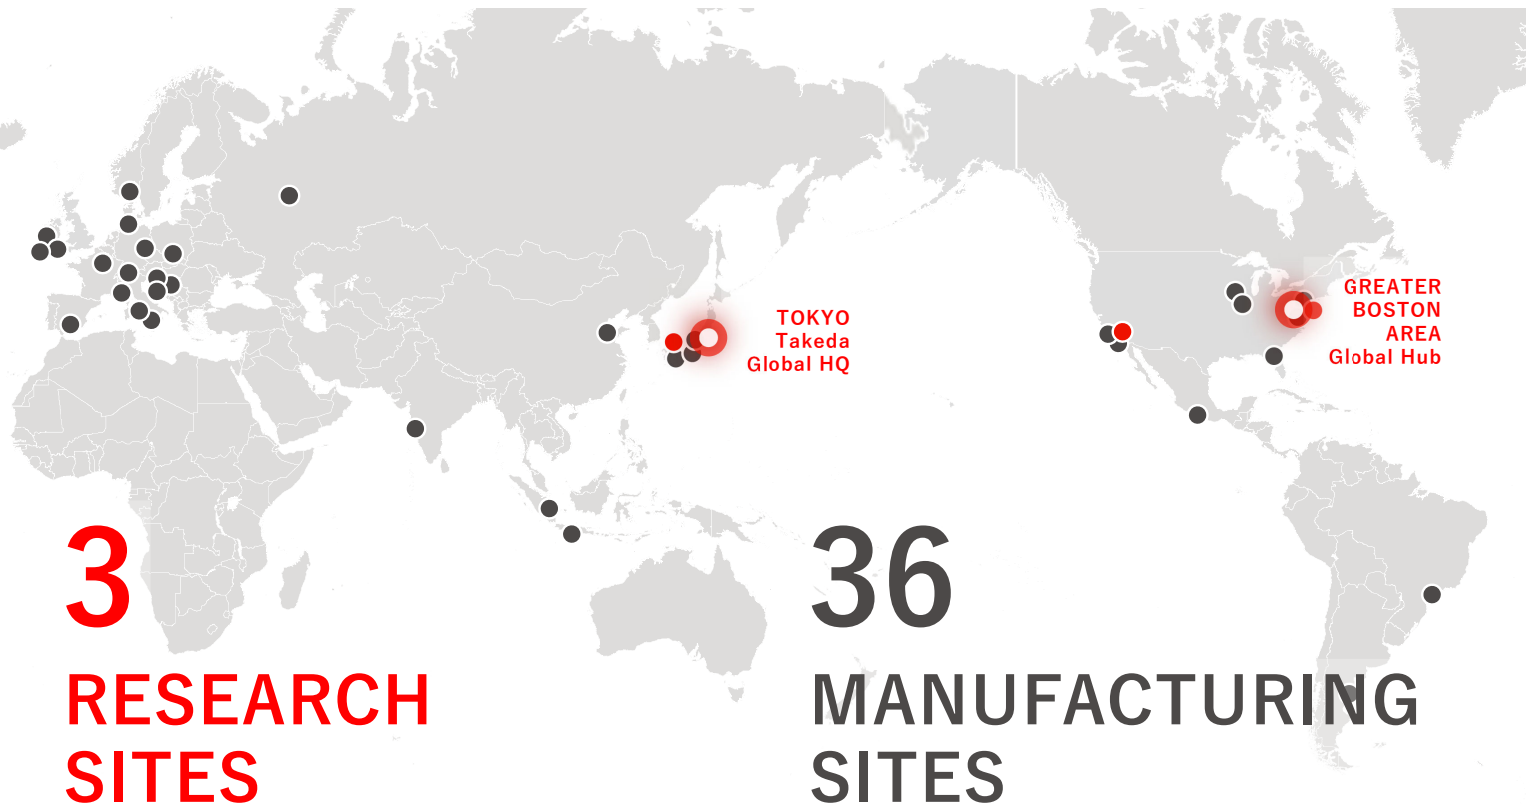 TOKYO
Takeda
Global HQ
GREATER
BOSTON
AREA
Global Hub
3
RESEARCH
SITES
36
MANUFACTURING
SITES